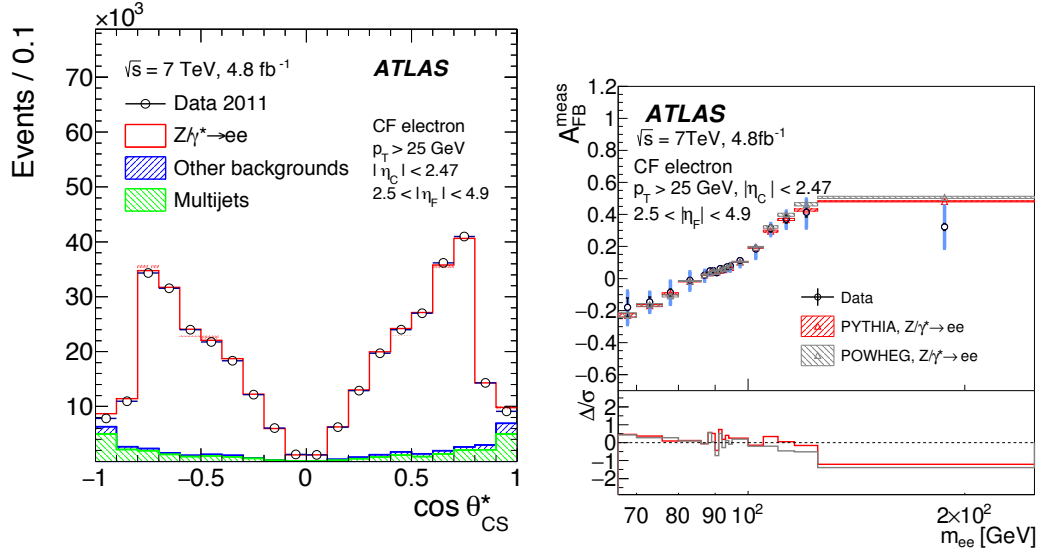 ×10³
Events / 0.1
80
70
60
50
40
30
20
10
√s = 7 TeV, 4.8 fb⁻¹
ATLAS
Data 2011
Z/γ*→ee
Other backgrounds
Multijets
CF electron
p_T > 25 GeV
|η_C| < 2.47
2.5 < |η_F| < 4.9
−1 −0.5 0 0.5 1
cos θ*_CS
A_FB^meas
1.2
1
0.8
0.6
0.4
0.2
0
−0.2
−0.4
−0.6
ATLAS
√s = 7TeV, 4.8fb⁻¹
CF electron
p_T > 25 GeV, |η_C| < 2.47
2.5 < |η_F| < 4.9
Data
PYTHIA, Z/γ*→ee
POWHEG, Z/γ*→ee
Δ/σ
2
1
0
−1
−2
70 80 90 10² 2×10²
m_ee [GeV]